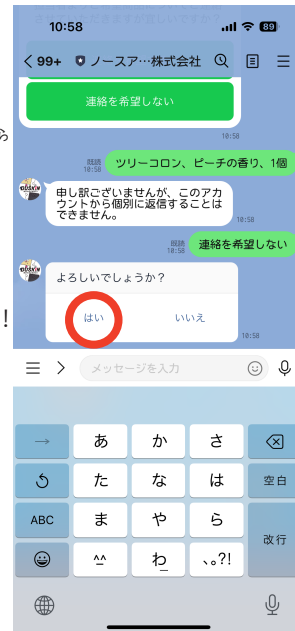 10:58
89
99+
ノースア…株式会社
連絡を希望しない
10:58
ら
既読
10:58
ツリーコロン、ピーチの香り、1個
DUSKIN
申し訳ございませんが、このアカ
ウントから個別に返信することは
できません。
10:58
既読
10:58
連絡を希望しない
よろしいでしょうか？
はい
いいえ
10:58
！
メッセージを入力
→
あ
か
さ
た
な
は
空白
ABC
ま
や
ら
改行
^^
わ
、。?!